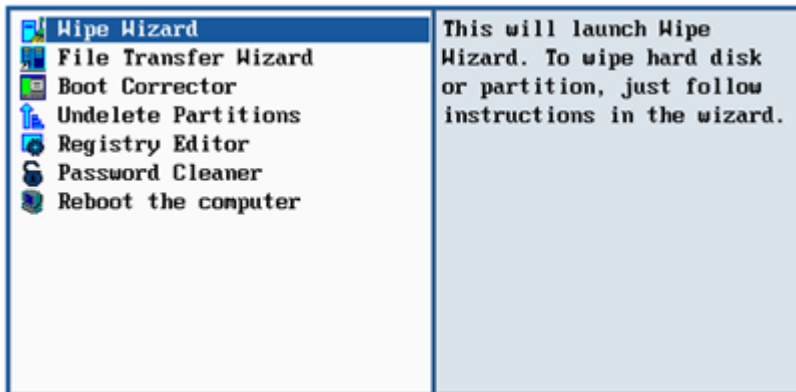 Wipe Wizard
File Transfer Wizard
Boot Corrector
Undelete Partitions
Registry Editor
Password Cleaner
Reboot the computer
This will launch Wipe
Wizard. To wipe hard disk
or partition, just follow
instructions in the wizard.